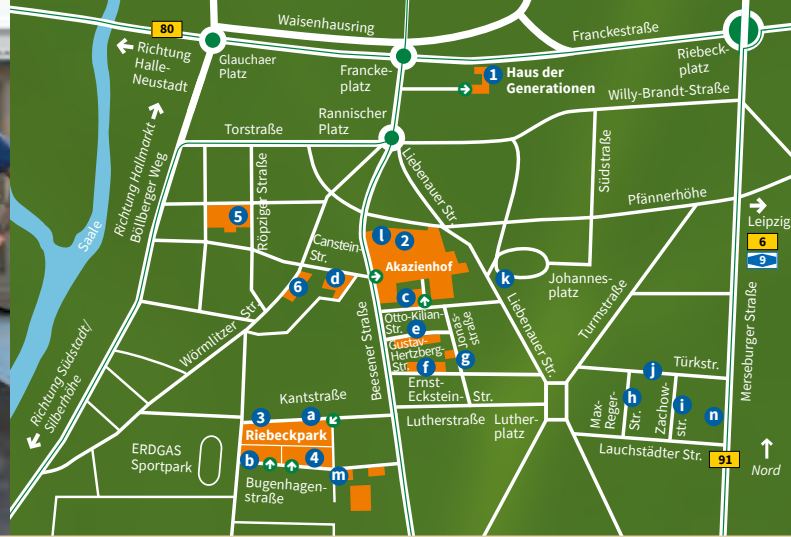 80
Waisenhausring
Franckestraße
Richtung
Halle-
Neustadt
Glauchaer
Platz
Francke-
platz
1
Haus der
Generationen
Riebeck-
platz
Willy-Brandt-Straße
Rannischer
Platz
Torstraße
Richtung Hallmarkt
Böllberger Weg
Saale
Röpziger Straße
5
Liebenauer Str.
Südstraße
Pfännerhöhe
Leipzig
6
9
l
2
Akazienhof
Canstein-
Str.
6
d
c
k
Johannes-
platz
Liebenauer Str.
Turmstraße
Merseburger Straße
Otto-Kilian-
Str.
e
Gustav-
Hertzberg-
Str.
f
g
Jonasstraße
Ernst-
Eckstein- Str.
Beesener Straße
Wörmlitzer Str.
Richtung Südstadt/
Silberhöhe
Kantstraße
3
a
Riebeckpark
b
4
m
Bugenhagen-
straße
ERDGAS
Sportpark
Lutherstraße
Luther-
platz
Türkstr.
j
Max-
Reger-
Str.
h
Zachow-
str.
i
n
Lauchstädter Str.
91
Nord